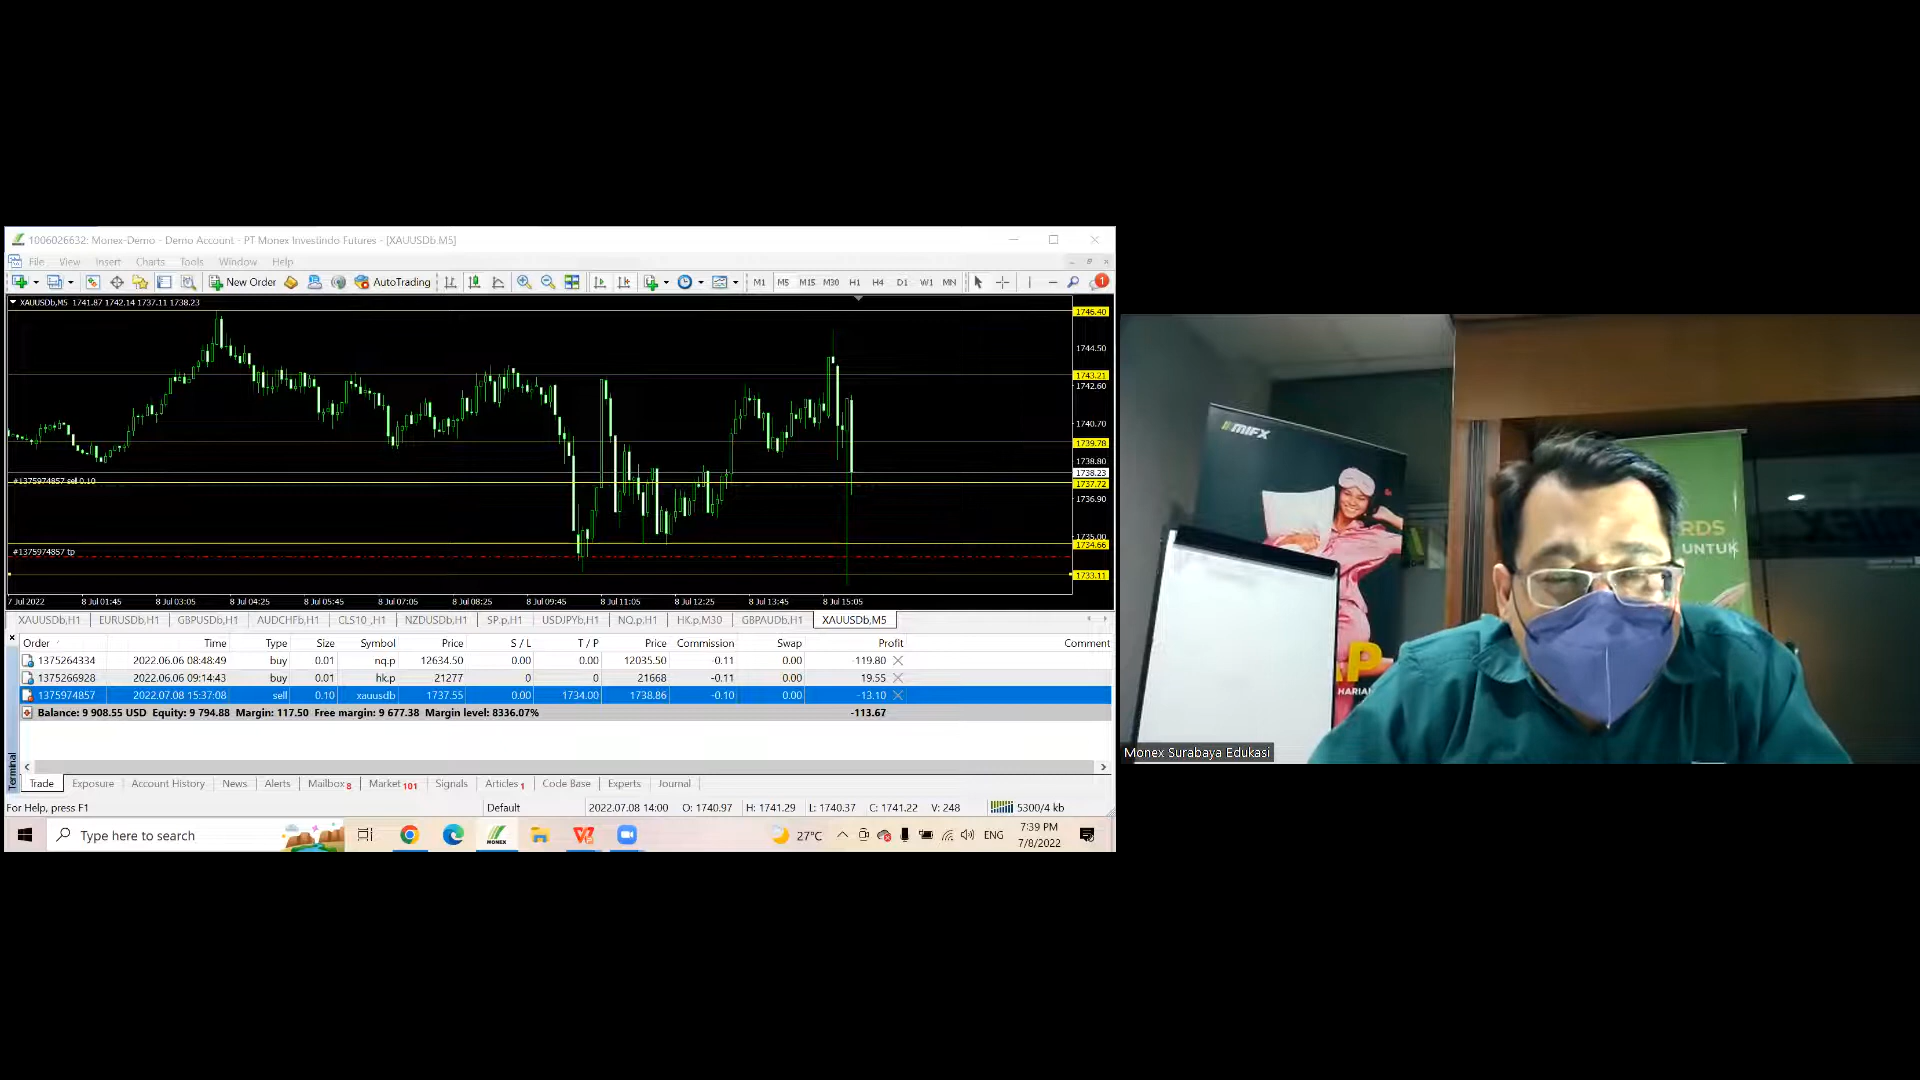 1006026632: Monex-Demo - Demo Account - PT Monex Investindo Futures - [XAUUSDb,M5]
File View Insert Charts Tools Window Help
New Order AutoTrading M1 M5 M15 M30 H1 H4 D1 W1 MN 1
XAUUSDb,M5 1741.87 1742.14 1737.11 1738.23
1746.40
1744.50
1743.21
1742.60
1740.70
1739.78
1738.80
1738.23
#1375974857 sell 0.10
1737.72
1736.90
1735.00
1734.66
#1375974857 tp
1733.11
7 Jul 2022 8 Jul 01:45 8 Jul 03:05 8 Jul 04:25 8 Jul 05:45 8 Jul 07:05 8 Jul 08:25 8 Jul 09:45 8 Jul 11:05 8 Jul 12:25 8 Jul 13:45 8 Jul 15:05
XAUUSDb,H1 EURUSDb,H1 GBPUSDb,H1 AUDCHFb,H1 CLS10 ,H1 NZDUSDb,H1 SP.p,H1 USDJPYb,H1 NQ.p,H1 HK.p,M30 GBPAUDb,H1 XAUUSDb,M5
Order Time Type Size Symbol Price S / L T / P Price Commission Swap Profit Comment
1375264334 2022.06.06 08:48:49 buy 0.01 nq.p 12634.50 0.00 0.00 12035.50 -0.11 0.00 -119.80
1375266928 2022.06.06 09:14:43 buy 0.01 hk.p 21277 0 0 21668 -0.11 0.00 19.55
1375974857 2022.07.08 15:37:08 sell 0.10 xauusdb 1737.55 0.00 1734.00 1738.86 -0.10 0.00 -13.10
Balance: 9 908.55 USD Equity: 9 794.88 Margin: 117.50 Free margin: 9 677.38 Margin level: 8336.07% -113.67
Terminal
Trade Exposure Account History News Alerts Mailbox 8 Market 101 Signals Articles 1 Code Base Experts Journal
For Help, press F1 Default 2022.07.08 14:00 O: 1740.97 H: 1741.29 L: 1740.37 C: 1741.22 V: 248 5300/4 kb
Type here to search MONEX 27°C ENG 7:39 PM
7/8/2022
MIFX
RDS
UNTUK
AP
HARIAN
Monex Surabaya Edukasi